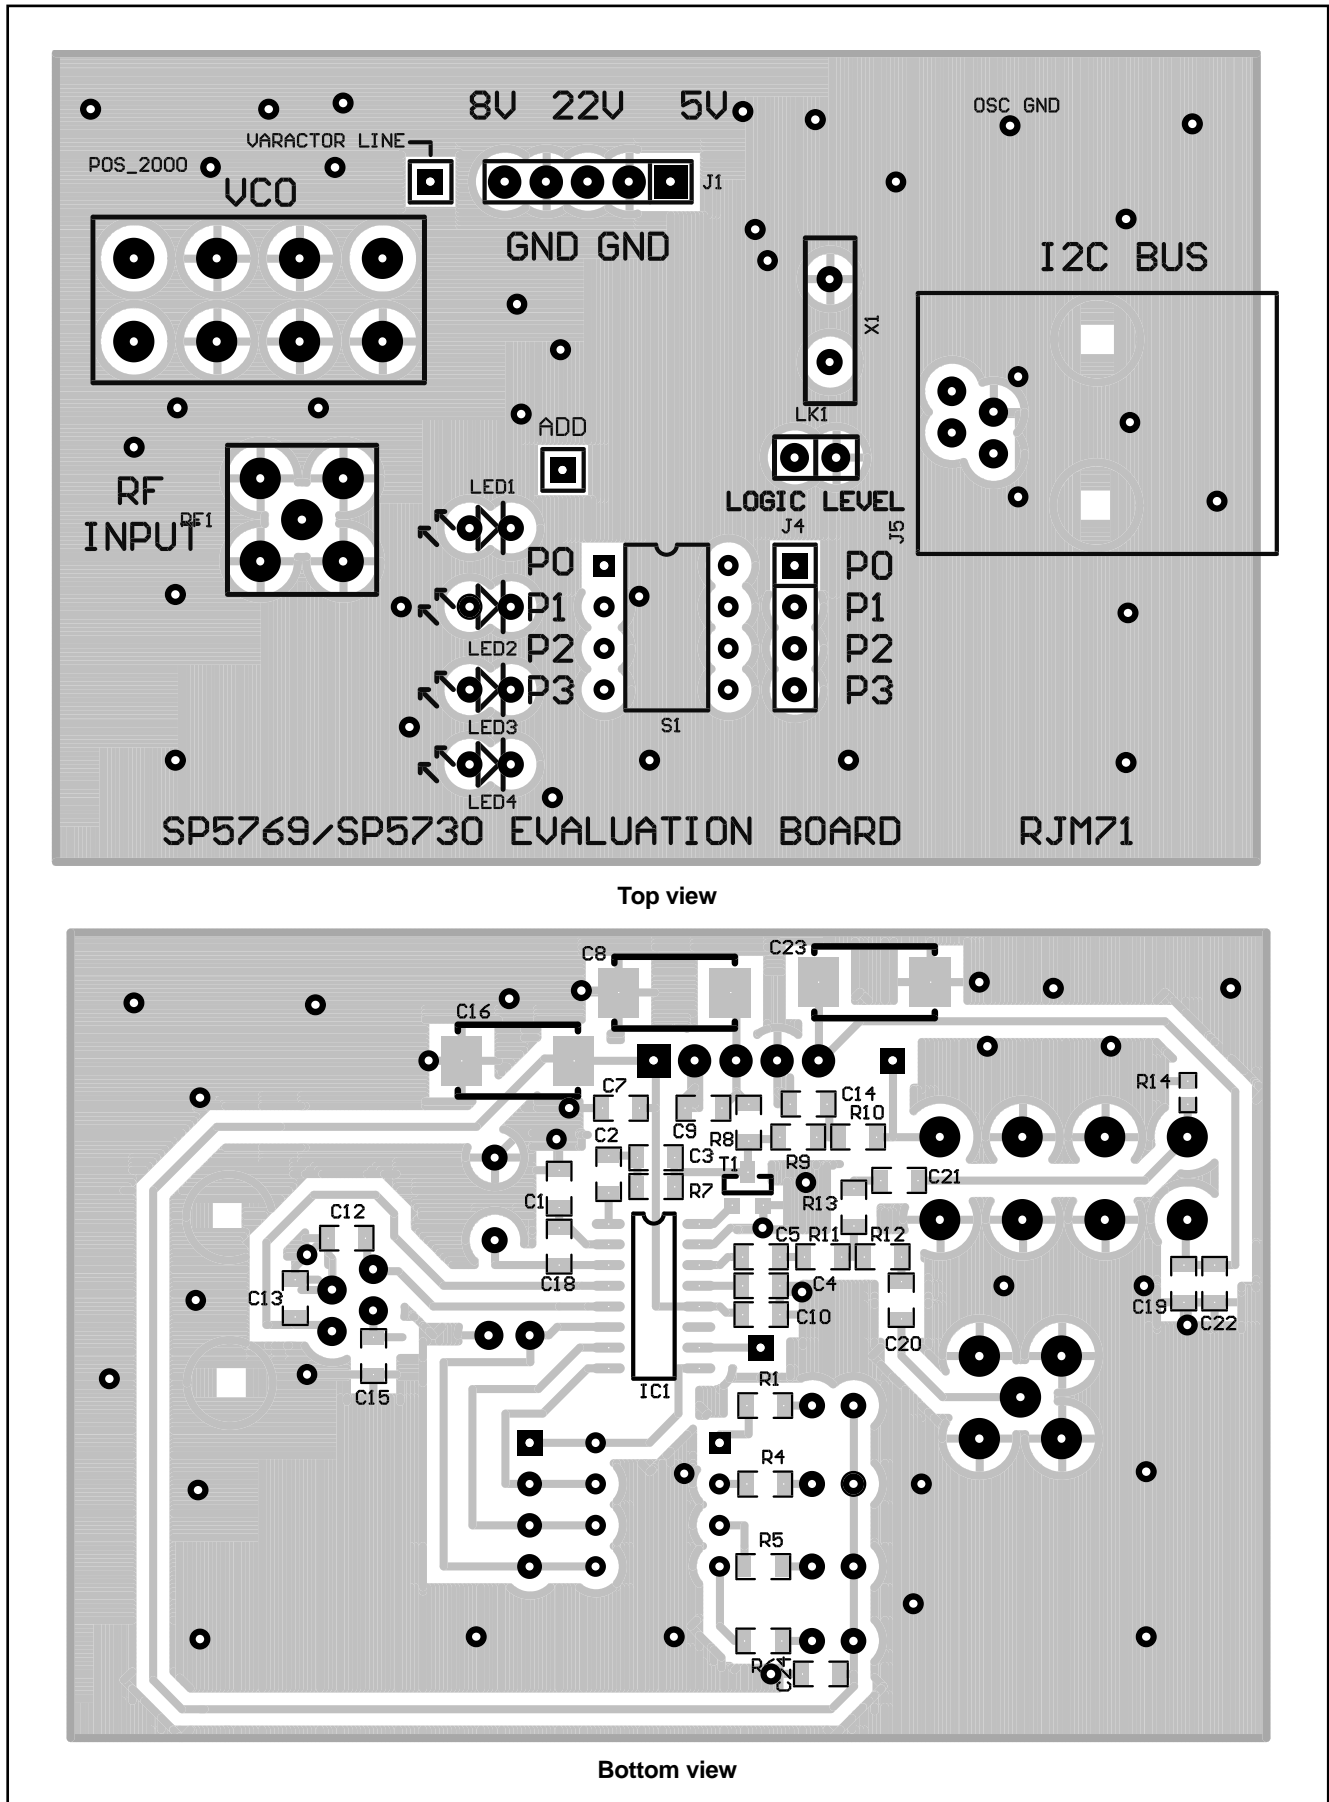 8V 22V 5V
OSC GND
VARACTOR LINE
POS_2000
VCO
J1
GND GND
I2C BUS
X1
LK1
ADD
RF
INPUT
RF1
LED1
LOGIC LEVEL
J4
J5
P0
P0
P1
P1
LED2
P2
P2
P3
P3
LED3
S1
LED4
SP5769/SP5730 EVALUATION BOARD
RJM71
Top view
C8
C23
C16
R14
C7
C14
R10
C9
R8
C2
C3
T1
R9
C21
R7
C1
R13
C12
C5
R11
R12
C18
C4
C13
C10
C19
C22
C20
C15
IC1
R1
R4
R5
C24
Bottom view